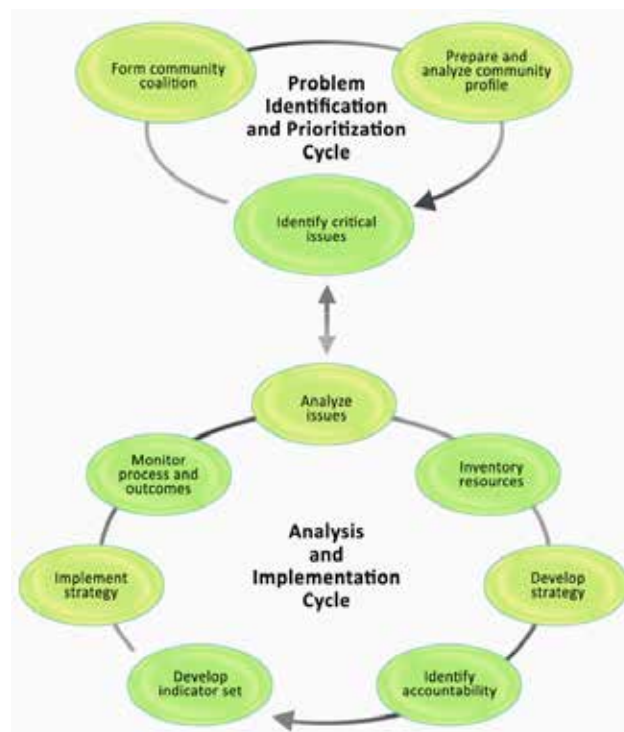 Form community
coalition
Prepare and
analyze community
profile
Problem
Identification
and Prioritization
Cycle
Identify critical
issues
Analyze
issues
Monitor
process and
outcomes
Inventory
resources
Analysis
and
Implementation
Cycle
Implement
strategy
Develop
strategy
Develop
indicator set
Identify
accountability